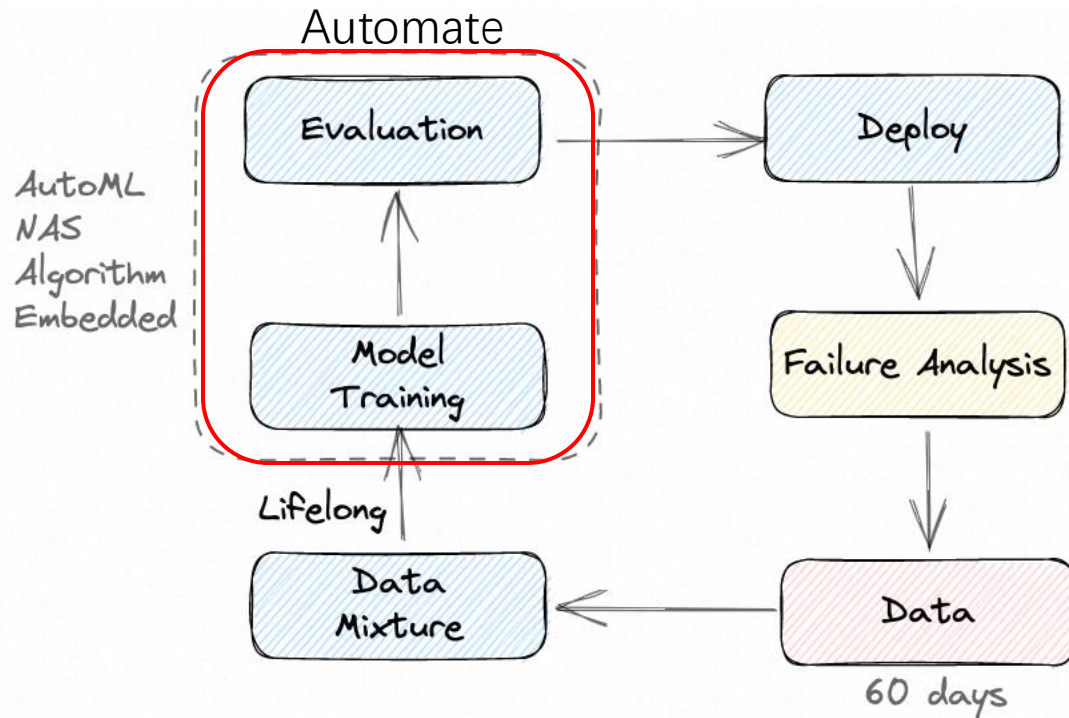 Automate
Evaluation
Deploy
AutoML
NAS
Algorithm
Embedded
Model
Training
Failure Analysis
Lifelong
Data
Mixture
Data
60 days